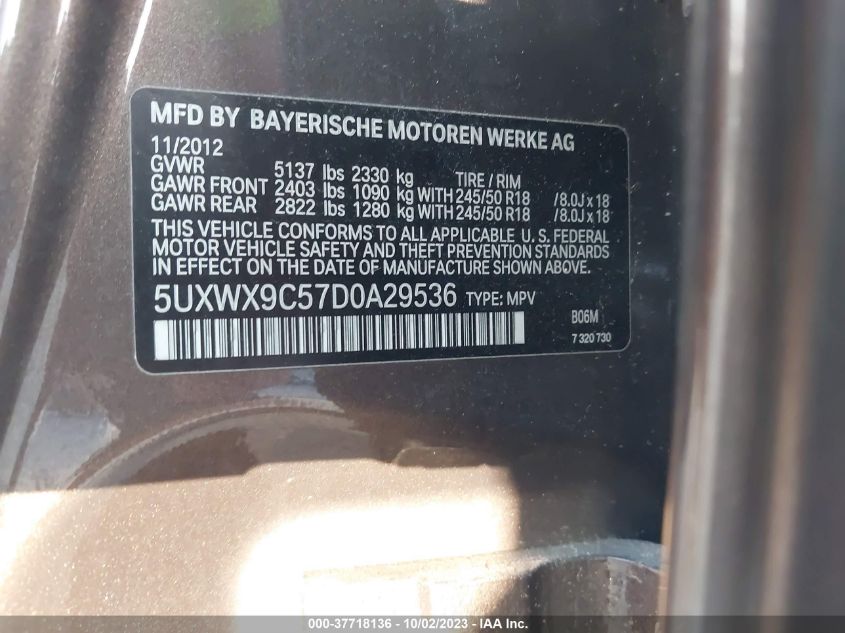 MFD BY BAYERISCHE MOTOREN WERKE AG
11/2012
GVWR 5137 lbs 2330 kg TIRE / RIM
GAWR FRONT 2403 lbs 1090 kg WITH 245/50 R18 /8.0J x 18
GAWR REAR 2822 lbs 1280 kg WITH 245/50 R18 /8.0J x 18
THIS VEHICLE CONFORMS TO ALL APPLICABLE U. S. FEDERAL
MOTOR VEHICLE SAFETY AND THEFT PREVENTION STANDARDS
IN EFFECT ON THE DATE OF MANUFACTURE SHOWN ABOVE.
5UXWX9C57D0A29536 TYPE: MPV
B06M
7 320 730
000-37718136 - 10/02/2023 - IAA Inc.